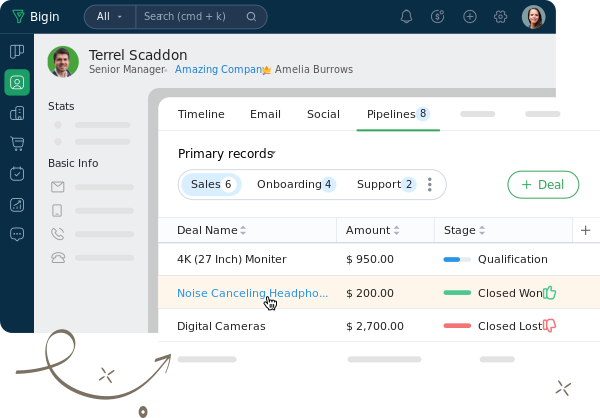 Bigin All Search (cmd + k)
Terrel Scaddon
Senior Manager Amazing Company Amelia Burrows
Stats
Basic Info
Timeline Email Social Pipelines 8
Primary records
Sales 6 Onboarding 4 Support 2 + Deal
Deal Name Amount Stage +
4K (27 Inch) Moniter $ 950.00 Qualification
Noise Canceling Headpho... $ 200.00 Closed Won
Digital Cameras $ 2,700.00 Closed Lost